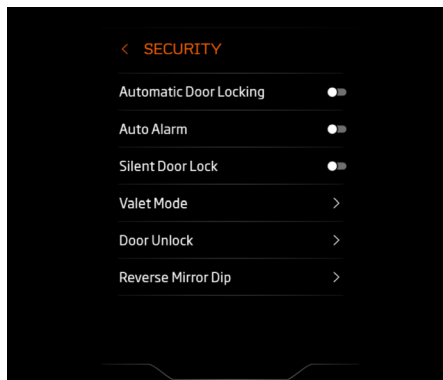 SECURITY
Automatic Door Locking
Auto Alarm
Silent Door Lock
Valet Mode
Door Unlock
Reverse Mirror Dip